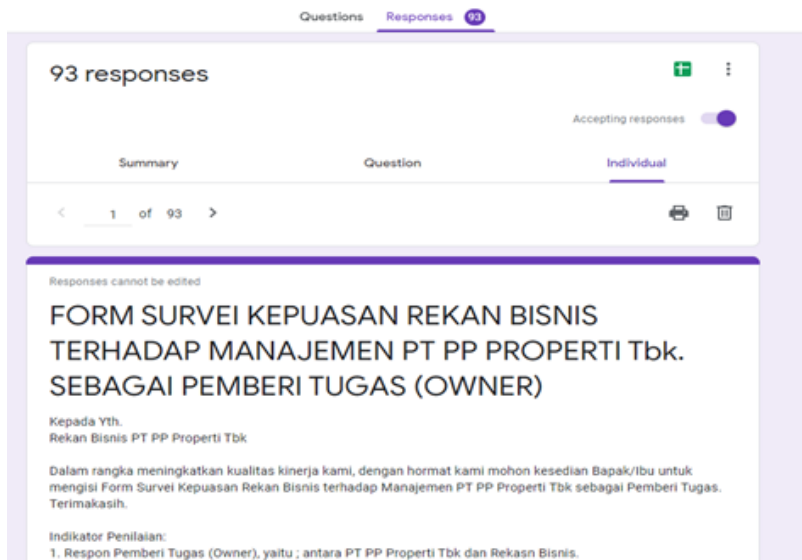 Questions Responses 93
93 responses
Accepting responses
Summary Question Individual
1 of 93
Responses cannot be edited
FORM SURVEI KEPUASAN REKAN BISNIS
TERHADAP MANAJEMEN PT PP PROPERTI Tbk.
SEBAGAI PEMBERI TUGAS (OWNER)
Kepada Yth.
Rekan Bisnis PT PP Properti Tbk
Dalam rangka meningkatkan kualitas kinerja kami, dengan hormat kami mohon kesedian Bapak/Ibu untuk
mengisi Form Survei Kepuasan Rekan Bisnis terhadap Manajemen PT PP Properti Tbk sebagai Pemberi Tugas.
Terimakasih.
Indikator Penilaian:
1. Respon Pemberi Tugas (Owner), yaitu ; antara PT PP Properti Tbk dan Rekasn Bisnis.